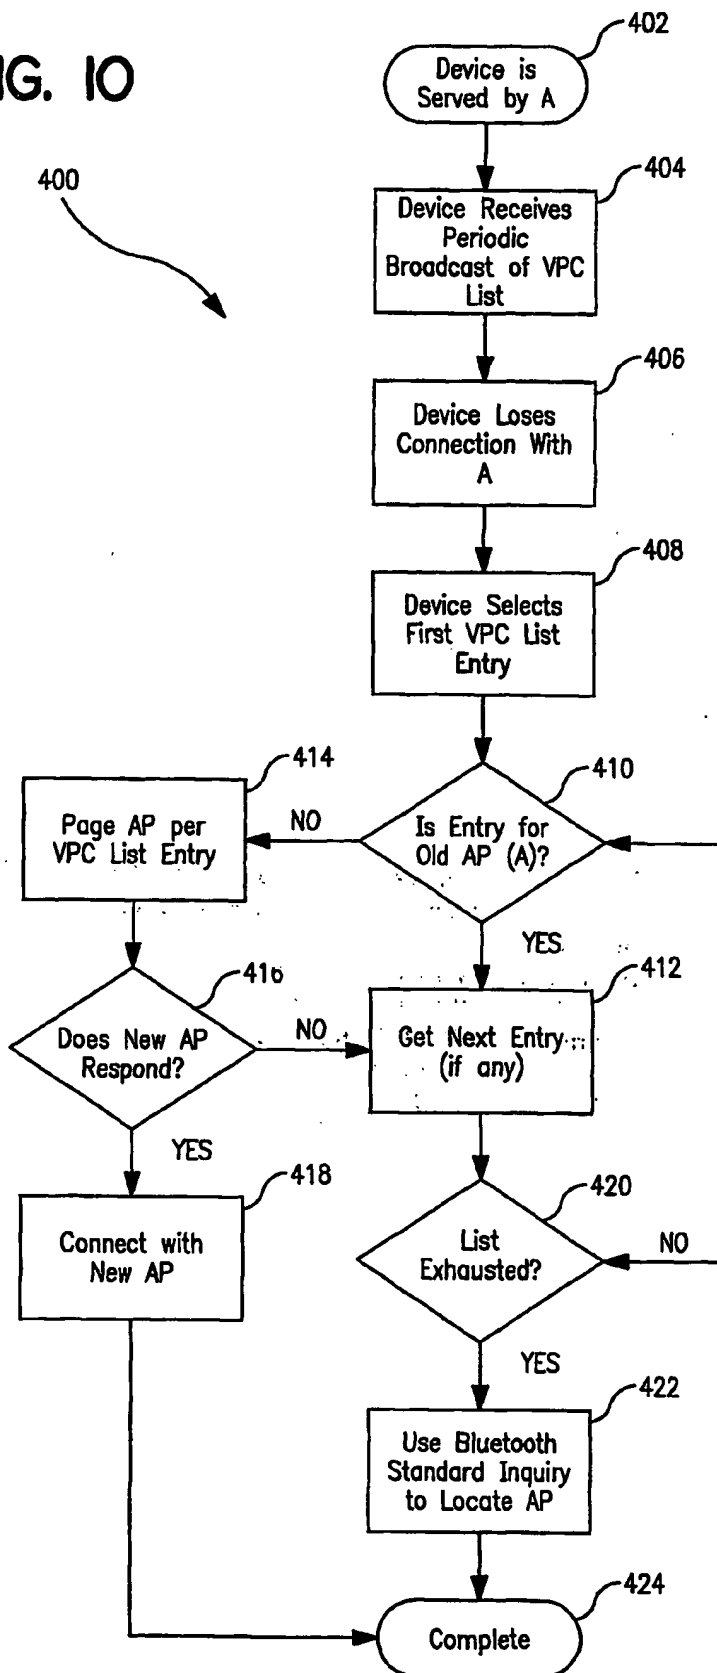 IG. 10
400
402
Device is
Served by A
404
Device Receives
Periodic
Broadcast of VPC
List
406
Device Loses
Connection With
A
408
Device Selects
First VPC List
Entry
410
Is Entry for
Old AP (A)?
NO
YES
414
Page AP per
VPC List Entry
416
Does New AP
Respond?
NO
YES
412
Get Next Entry
(if any)
418
Connect with
New AP
420
List
Exhausted?
NO
YES
422
Use Bluetooth
Standard Inquiry
to Locate AP
424
Complete